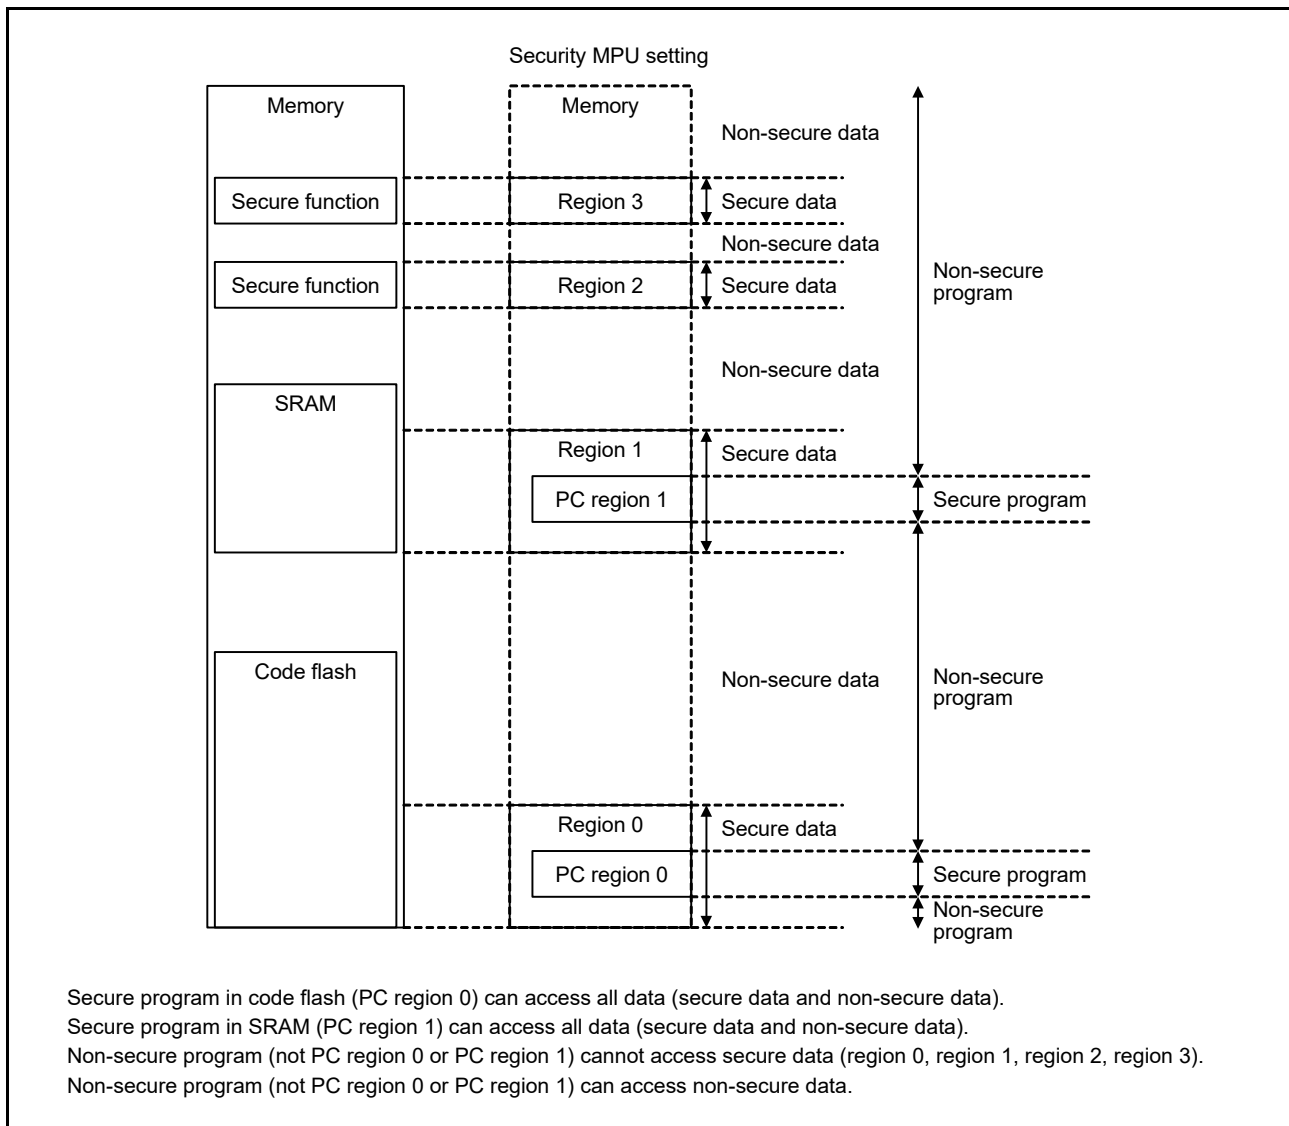 Security MPU setting
Memory
Memory
Non-secure data
Secure function
Region 3
Secure data
Non-secure data
Secure function
Region 2
Secure data
Non-secure
program
Non-secure data
SRAM
Region 1
Secure data
PC region 1
Secure program
Code flash
Non-secure data
Non-secure
program
Region 0
Secure data
PC region 0
Secure program
Non-secure
program
Secure program in code flash (PC region 0) can access all data (secure data and non-secure data).
Secure program in SRAM (PC region 1) can access all data (secure data and non-secure data).
Non-secure program (not PC region 0 or PC region 1) cannot access secure data (region 0, region 1, region 2, region 3).
Non-secure program (not PC region 0 or PC region 1) can access non-secure data.